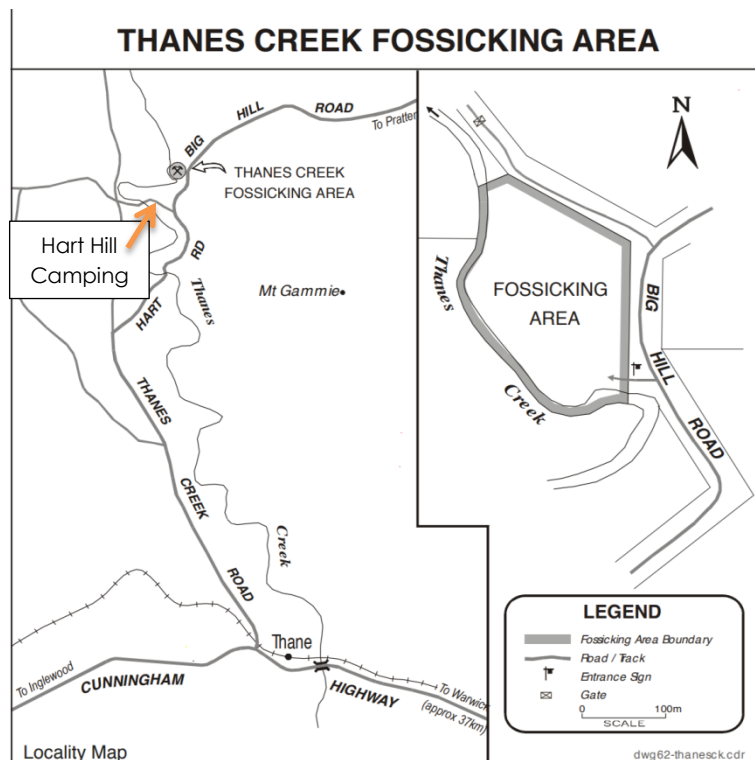 THANES CREEK FOSSICKING AREA
BIG HILL ROAD
To Pratten
THANES CREEK
FOSSICKING AREA
Hart Hill
Camping
HART RD
Thanes
Mt Gammie
THANES CREEK ROAD
Creek
Thane
To Inglewood
CUNNINGHAM HIGHWAY
To Warwick
(approx 37km)
Locality Map
N
Thanes
Creek
FOSSICKING
AREA
BIG HILL ROAD
LEGEND
Fossicking Area Boundary
Road / Track
Entrance Sign
Gate
0 100m
SCALE
dwg62-thanesck.cdr